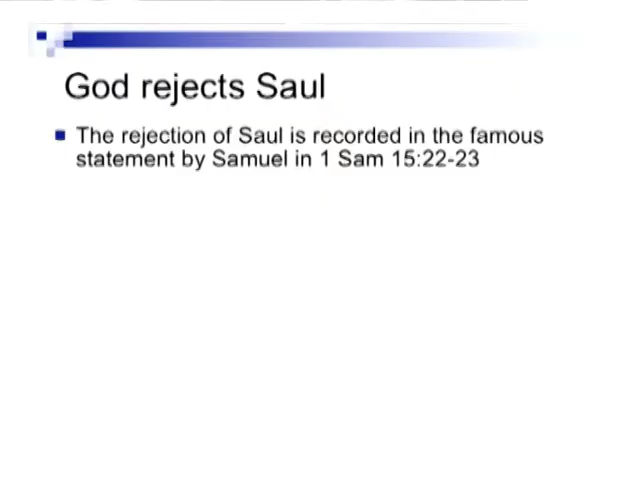 God rejects Saul
The rejection of Saul is recorded in the famous
statement by Samuel in 1 Sam 15:22-23